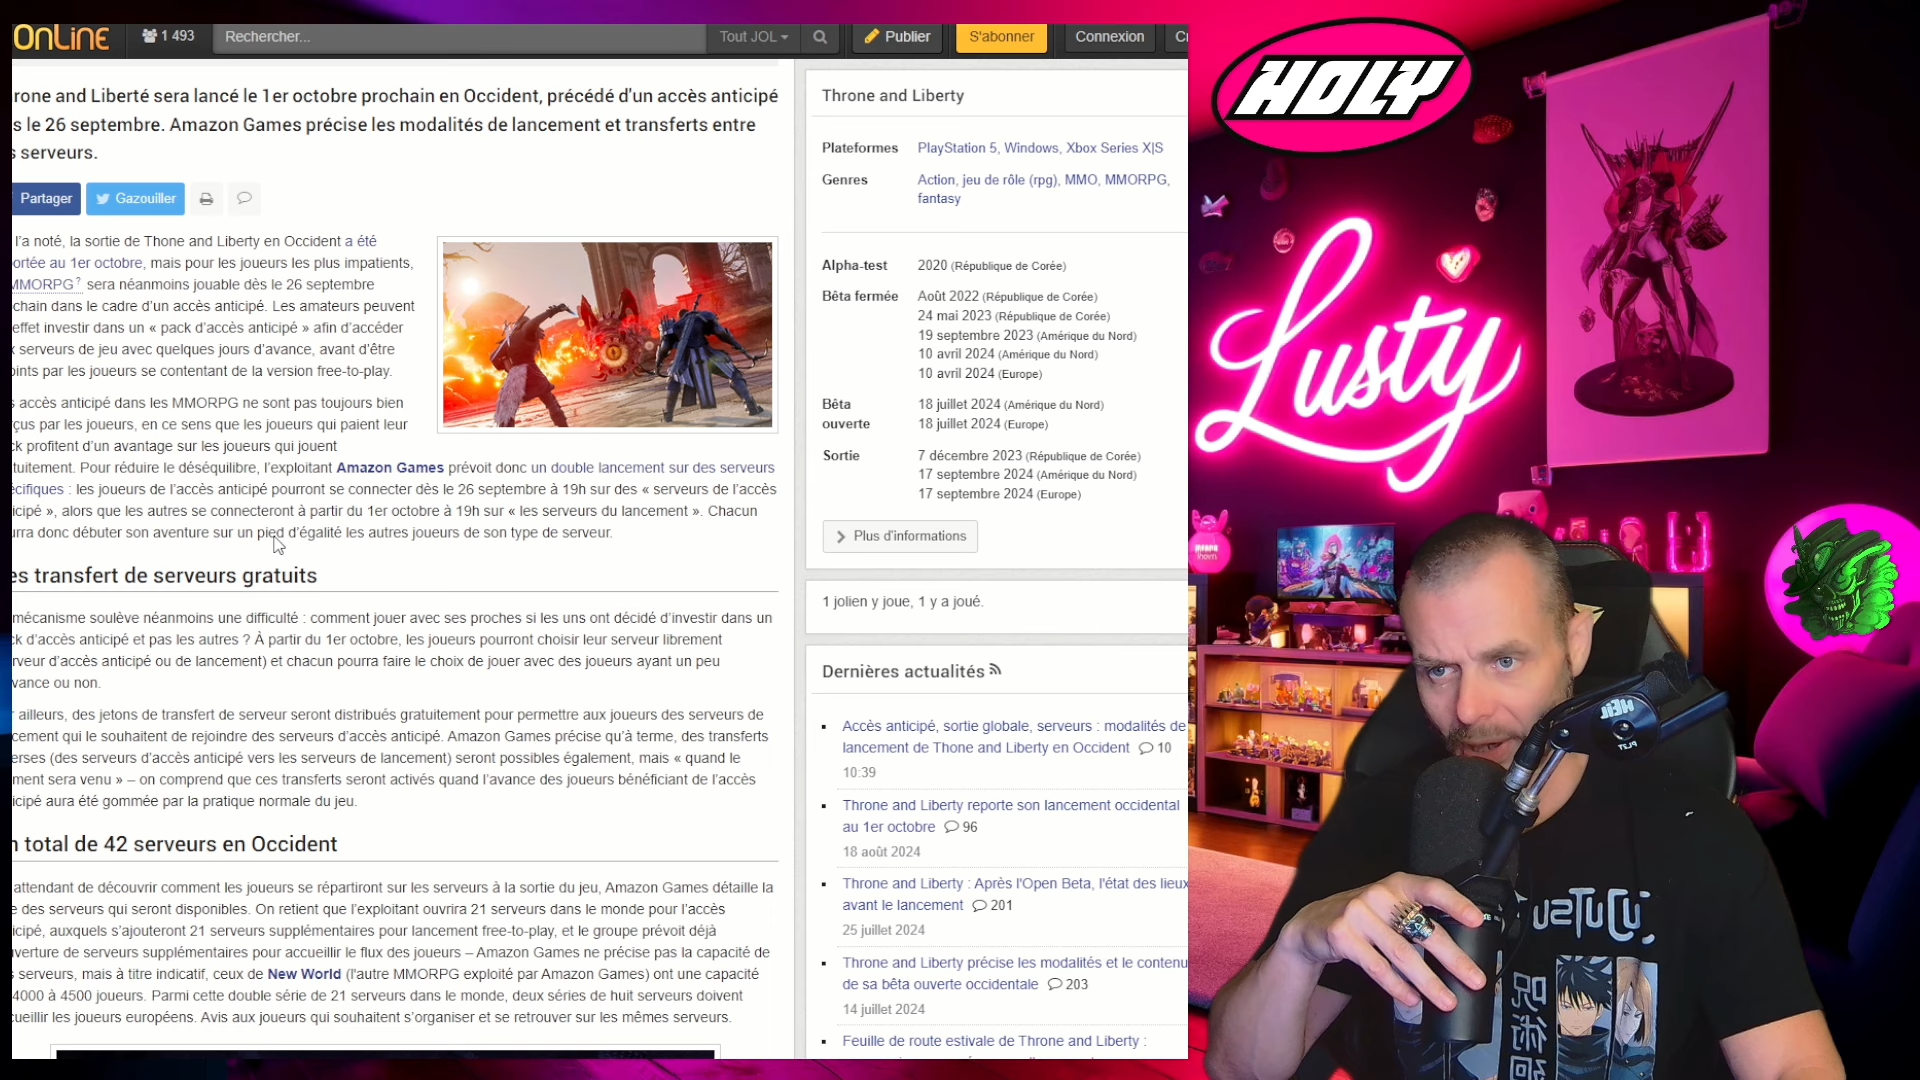 OnLine
1 493
Rechercher...
Tout JOL
Publier
S'abonner
Connexion
rone and Liberté sera lancé le 1er octobre prochain en Occident, précédé d'un accès anticipé
s le 26 septembre. Amazon Games précise les modalités de lancement et transferts entre
s serveurs.
Partager
Gazouiller
l'a noté, la sortie de Thone and Liberty en Occident a été
ortée au 1er octobre, mais pour les joueurs les plus impatients,
MMORPG ? sera néanmoins jouable dès le 26 septembre
chain dans le cadre d'un accès anticipé. Les amateurs peuvent
effet investir dans un « pack d'accès anticipé » afin d'accéder
x serveurs de jeu avec quelques jours d'avance, avant d'être
oints par les joueurs se contentant de la version free-to-play.
s accès anticipé dans les MMORPG ne sont pas toujours bien
rçus par les joueurs, en ce sens que les joueurs qui paient leur
ck profitent d'un avantage sur les joueurs qui jouent
tuitement. Pour réduire le déséquilibre, l'exploitant Amazon Games prévoit donc un double lancement sur des serveurs
écifiques : les joueurs de l'accès anticipé pourront se connecter dès le 26 septembre à 19h sur des « serveurs de l'accès
icipé », alors que les autres se connecteront à partir du 1er octobre à 19h sur « les serveurs du lancement ». Chacun
urra donc débuter son aventure sur un pied d'égalité les autres joueurs de son type de serveur.
es transfert de serveurs gratuits
mécanisme soulève néanmoins une difficulté : comment jouer avec ses proches si les uns ont décidé d'investir dans un
ck d'accès anticipé et pas les autres ? À partir du 1er octobre, les joueurs pourront choisir leur serveur librement
rveur d'accès anticipé ou de lancement) et chacun pourra faire le choix de jouer avec des joueurs ayant un peu
vance ou non.
ailleurs, des jetons de transfert de serveur seront distribués gratuitement pour permettre aux joueurs des serveurs de
cement qui le souhaitent de rejoindre des serveurs d'accès anticipé. Amazon Games précise qu'à terme, des transferts
erses (des serveurs d'accès anticipé vers les serveurs de lancement) seront possibles également, mais « quand le
ment sera venu » – on comprend que ces transferts seront activés quand l'avance des joueurs bénéficiant de l'accès
icipé aura été gommée par la pratique normale du jeu.
n total de 42 serveurs en Occident
attendant de découvrir comment les joueurs se répartiront sur les serveurs à la sortie du jeu, Amazon Games détaille la
e des serveurs qui seront disponibles. On retient que l'exploitant ouvrira 21 serveurs dans le monde pour l'accès
icipé, auxquels s'ajouteront 21 serveurs supplémentaires pour lancement free-to-play, et le groupe prévoit déjà
uverture de serveurs supplémentaires pour accueillir le flux des joueurs – Amazon Games ne précise pas la capacité de
s serveurs, mais à titre indicatif, ceux de New World (l'autre MMORPG exploité par Amazon Games) ont une capacité
4000 à 4500 joueurs. Parmi cette double série de 21 serveurs dans le monde, deux séries de huit serveurs doivent
cueillir les joueurs européens. Avis aux joueurs qui souhaitent s'organiser et se retrouver sur les mêmes serveurs.
Throne and Liberty
Plateformes PlayStation 5, Windows, Xbox Series X|S
Genres Action, jeu de rôle (rpg), MMO, MMORPG,
fantasy
Alpha-test 2020 (République de Corée)
Bêta fermée Août 2022 (République de Corée)
24 mai 2023 (République de Corée)
19 septembre 2023 (Amérique du Nord)
10 avril 2024 (Amérique du Nord)
10 avril 2024 (Europe)
Bêta ouverte 18 juillet 2024 (Amérique du Nord)
18 juillet 2024 (Europe)
Sortie 7 décembre 2023 (République de Corée)
17 septembre 2024 (Amérique du Nord)
17 septembre 2024 (Europe)
Plus d'informations
1 jolien y joue, 1 y a joué.
Dernières actualités
Accès anticipé, sortie globale, serveurs : modalités de
lancement de Thone and Liberty en Occident 10
10:39
Throne and Liberty reporte son lancement occidental
au 1er octobre 96
18 août 2024
Throne and Liberty : Après l'Open Beta, l'état des lieux
avant le lancement 201
25 juillet 2024
Throne and Liberty précise les modalités et le contenu
de sa bêta ouverte occidentale 203
14 juillet 2024
Feuille de route estivale de Throne and Liberty :
HOLY
Lusty